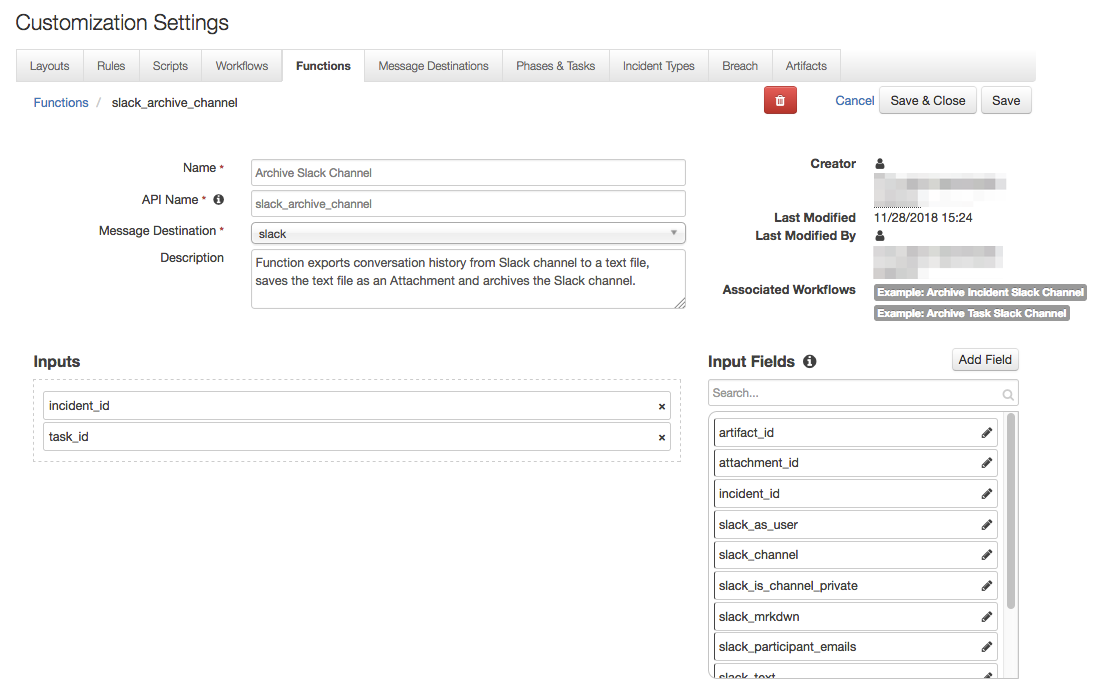 Customization Settings
Layouts Rules Scripts Workflows Functions Message Destinations Phases & Tasks Incident Types Breach Artifacts
Functions / slack_archive_channel
Cancel Save & Close Save
Name * Archive Slack Channel
API Name * slack_archive_channel
Message Destination * slack
Description Function exports conversation history from Slack channel to a text file,
saves the text file as an Attachment and archives the Slack channel.
Creator
Last Modified 11/28/2018 15:24
Last Modified By
Associated Workflows Example: Archive Incident Slack Channel
Example: Archive Task Slack Channel
Inputs
incident_id ×
task_id ×
Input Fields Add Field
Search...
artifact_id
attachment_id
incident_id
slack_as_user
slack_channel
slack_is_channel_private
slack_mrkdwn
slack_participant_emails
slack_text